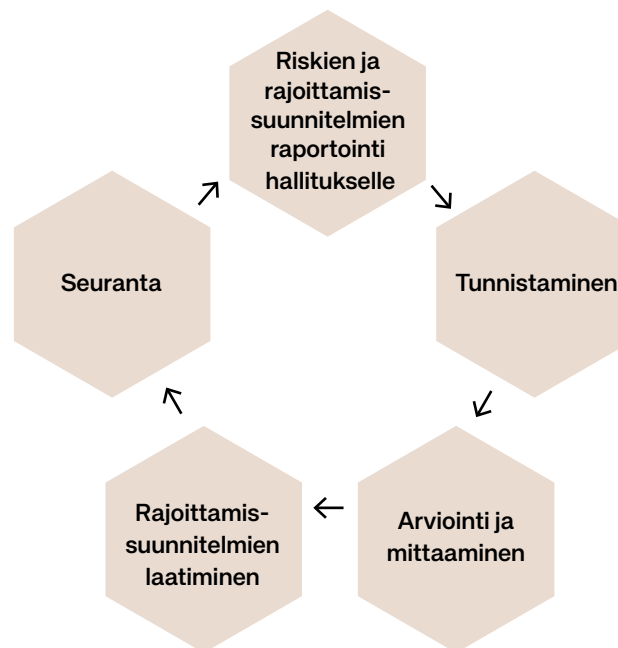 Riskien ja
rajoittamis-
suunnitelmien
raportointi
hallitukselle
Seuranta
Tunnistaminen
Rajoittamis-
suunnitelmien
laatiminen
Arviointi ja
mittaaminen